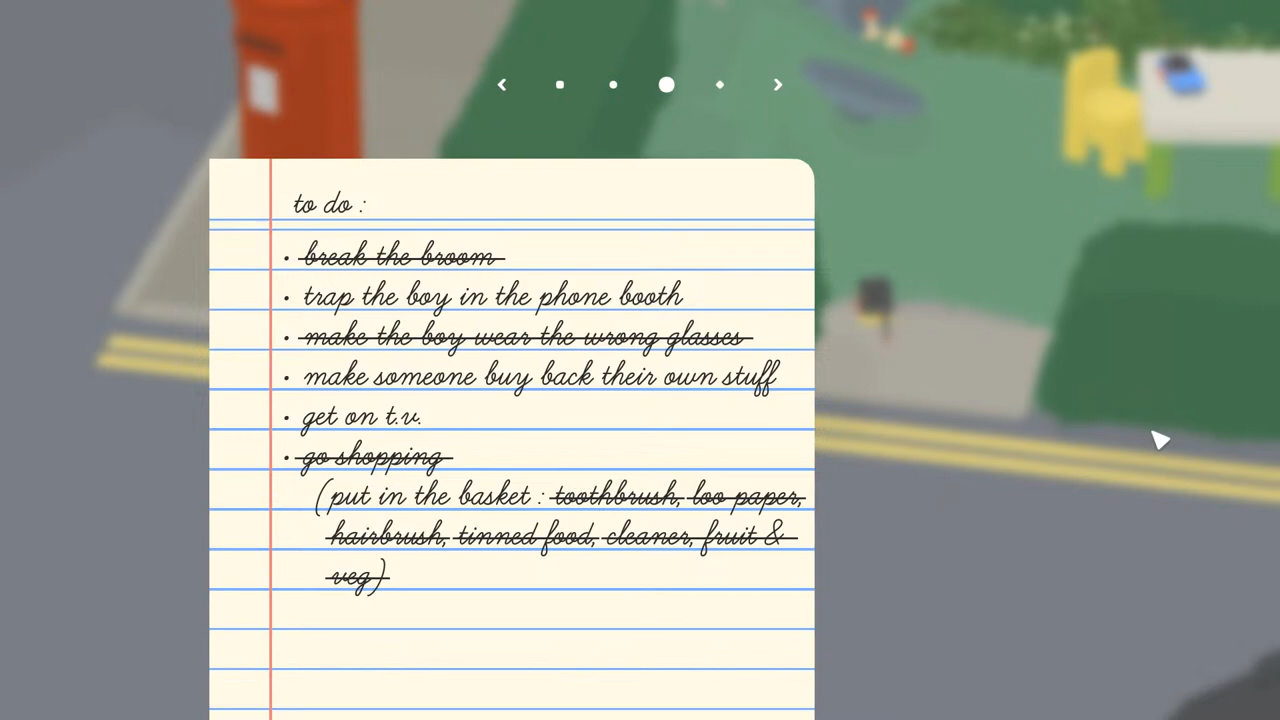 to do :
• break the broom
• trap the boy in the phone booth
• make the boy wear the wrong glasses
• make someone buy back their own stuff
• get on t.v.
• go shopping
(put in the basket : toothbrush, loo paper,
hairbrush, tinned food, cleaner, fruit &
veg)